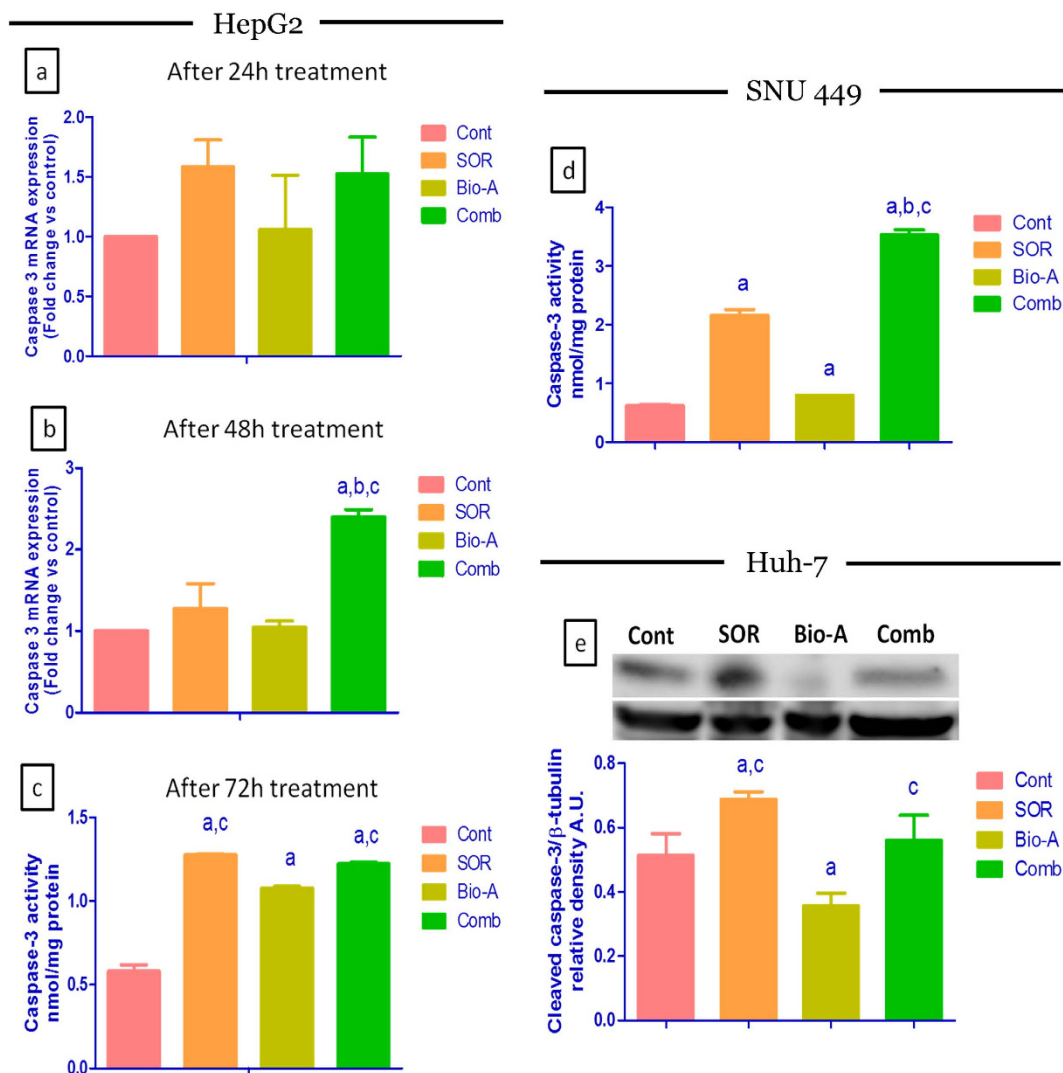 HepG2
a
After 24h treatment
Caspase 3 mRNA expression
(Fold change vs control)
2.0
1.5
1.0
0.5
0.0
Cont
SOR
Bio-A
Comb
b
After 48h treatment
Caspase 3 mRNA expression
(Fold change vs control)
3
2
1
0
a,b,c
Cont
SOR
Bio-A
Comb
c
After 72h treatment
Caspase-3 activity
nmol/mg protein
1.5
1.0
0.5
0.0
a,c
a
a,c
Cont
SOR
Bio-A
Comb
SNU 449
d
Caspase-3 activity
nmol/mg protein
4
3
2
1
0
a
a
a,b,c
Cont
SOR
Bio-A
Comb
Huh-7
e
Cont SOR Bio-A Comb
Cleaved caspase-3/β-tubulin
relative density A.U.
0.8
0.6
0.4
0.2
0.0
a,c
a
c
Cont
SOR
Bio-A
Comb